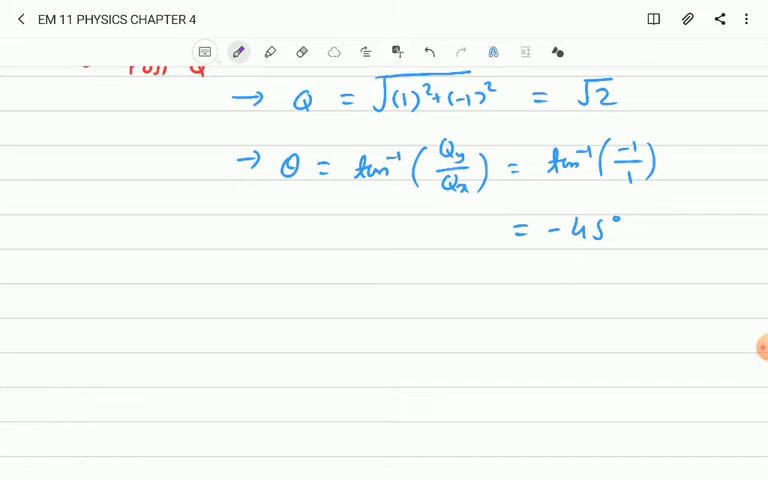 EM 11 PHYSICS CHAPTER 4
→ Q = √(1)²+(-1)² = √2
→ θ = tan⁻¹ (Qy/Qx) = tan⁻¹ (-1/1)
= -45°